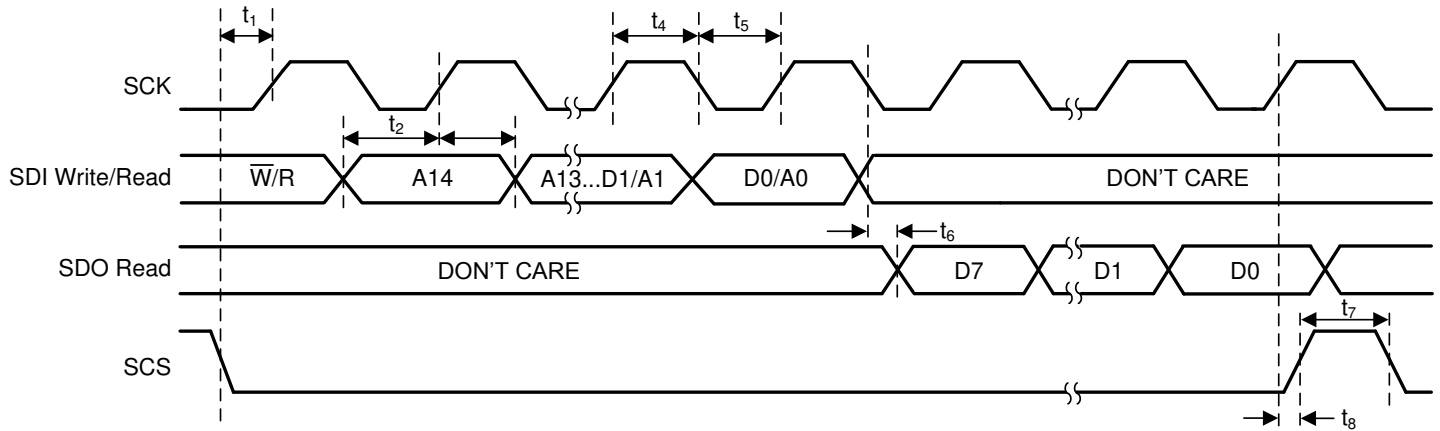 t1 t4 t5
SCK
t2
SDI Write/Read W̅/R A14 A13...D1/A1 D0/A0 DON'T CARE
t6
SDO Read DON'T CARE D7 D1 D0
t7
SCS
t8